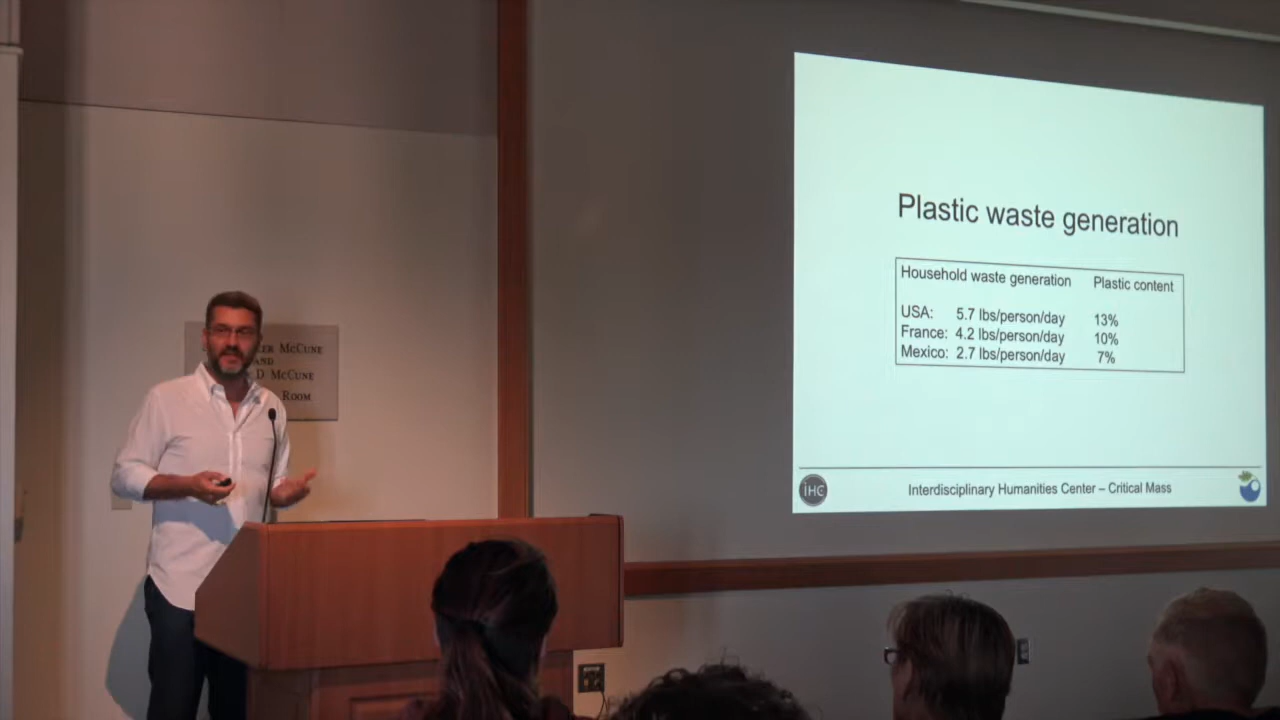 LER MCCUNE
AND
D MCCUNE
ROOM
Plastic waste generation
Household waste generation Plastic content
USA: 5.7 lbs/person/day 13%
France: 4.2 lbs/person/day 10%
Mexico: 2.7 lbs/person/day 7%
IHC
Interdisciplinary Humanities Center – Critical Mass